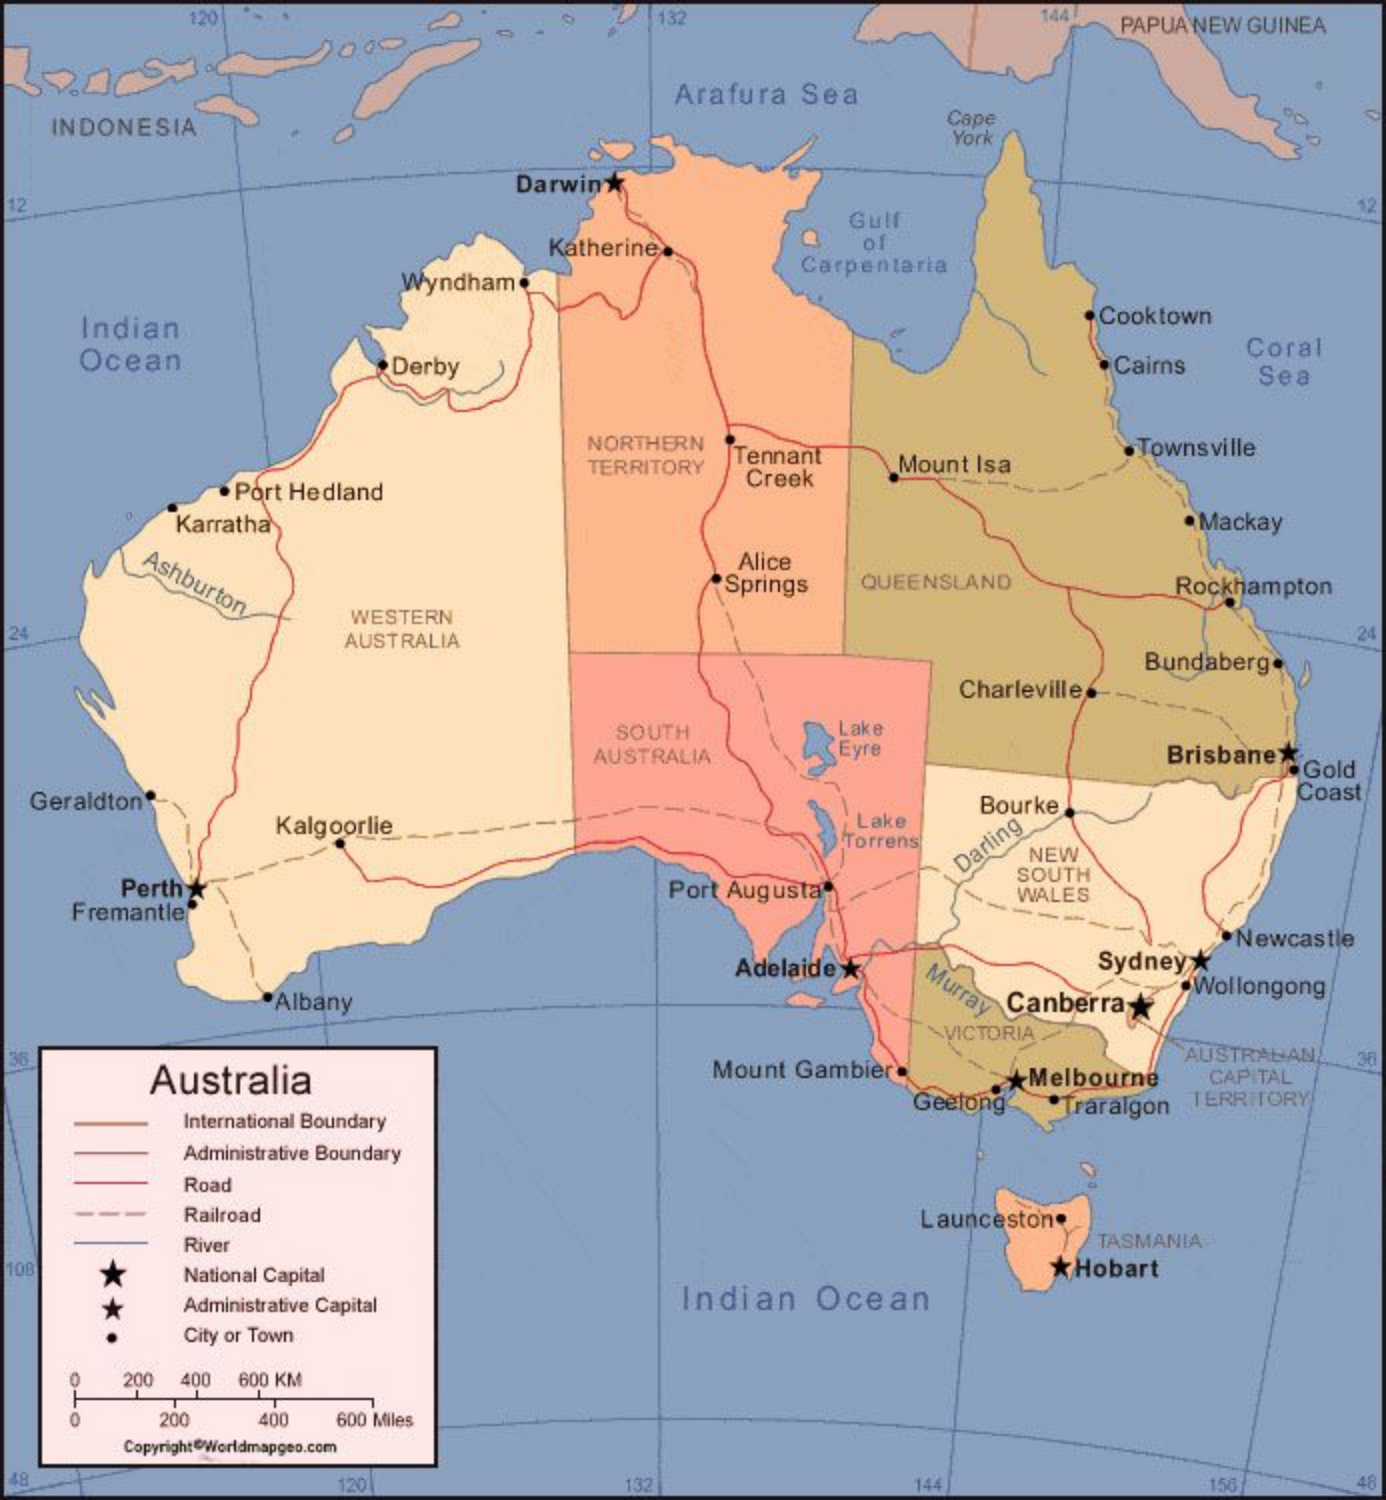 120
132
144
PAPUA NEW GUINEA
Arafura Sea
INDONESIA
Cape
York
Darwin
12
12
Gulf
of
Carpentaria
Katherine
Wyndham
Indian
Ocean
Cooktown
Coral
Sea
Derby
Cairns
NORTHERN
TERRITORY
Tennant
Creek
Townsville
Mount Isa
Port Hedland
Karratha
Mackay
Ashburton
Alice
Springs
QUEENSLAND
Rockhampton
WESTERN
AUSTRALIA
24
24
Bundaberg
Charleville
SOUTH
AUSTRALIA
Lake
Eyre
Brisbane
Gold
Coast
Geraldton
Bourke
Kalgoorlie
Lake
Torrens
Darling
NEW
SOUTH
WALES
Perth
Fremantle
Port Augusta
Newcastle
Adelaide
Sydney
Wollongong
Albany
Murray
Canberra
VICTORIA
36
36
AUSTRALIAN
CAPITAL
TERRITORY
Mount Gambier
Melbourne
Geelong
Traralgon
Launceston
TASMANIA
Hobart
Indian Ocean
108
Australia
International Boundary
Administrative Boundary
Road
Railroad
River
National Capital
Administrative Capital
City or Town
0 200 400 600 KM
0 200 400 600 Miles
Copyright©Worldmapgeo.com
48
120
132
144
156
48